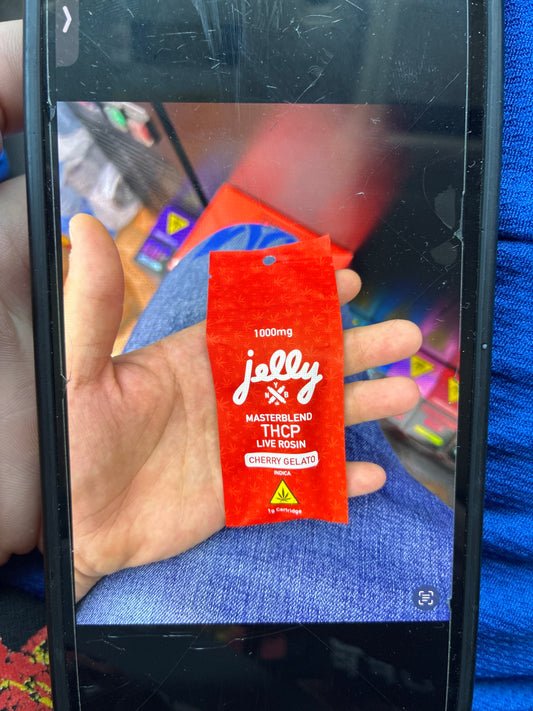 1000mg
jelly
Y
B
MASTERBLEND
THCP
LIVE ROSIN
CHERRY GELATO
INDICA
1g Cartridge